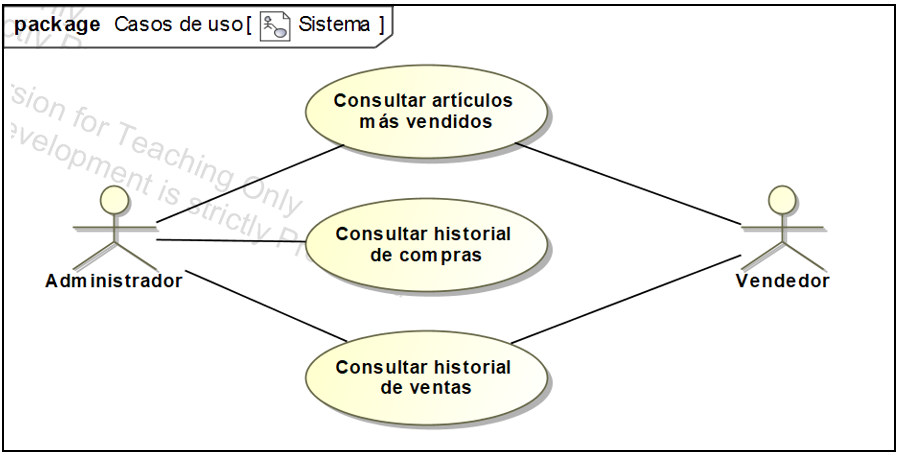 package Casos de uso[ Sistema ]
sion for Teaching Only
evelopment is strictly
Consultar artículos
más vendidos
Consultar historial
de compras
Administrador
Vendedor
Consultar historial
de ventas